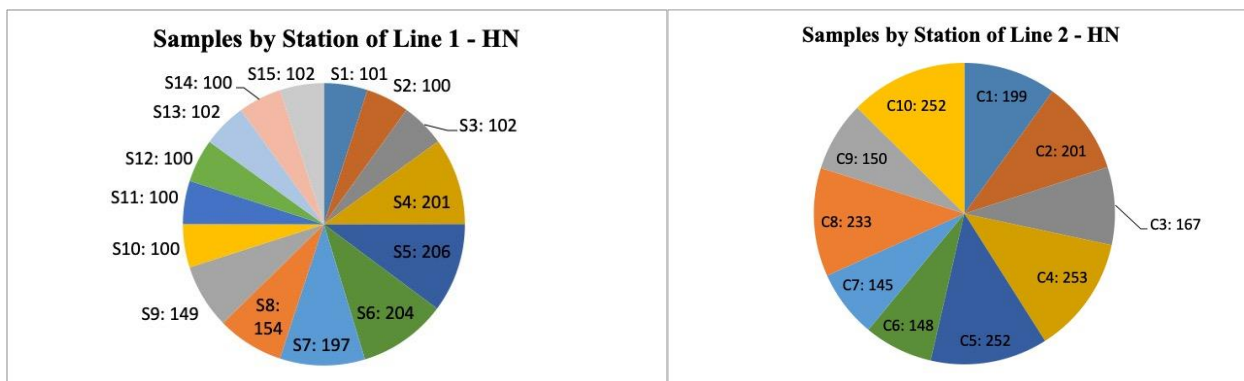 Samples by Station of Line 1 - HN
S1: 101
S2: 100
S3: 102
S4: 201
S5: 206
S6: 204
S7: 197
S8:
154
S9: 149
S10: 100
S11: 100
S12: 100
S13: 102
S14: 100
S15: 102
Samples by Station of Line 2 - HN
C1: 199
C2: 201
C3: 167
C4: 253
C5: 252
C6: 148
C7: 145
C8: 233
C9: 150
C10: 252